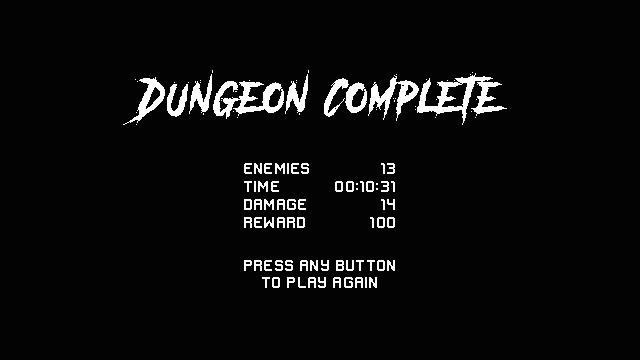 DUNGEON COMPLETE
ENEMIES 13
TIME 00:10:31
DAMAGE 14
REWARD 100
PRESS ANY BUTTON
TO PLAY AGAIN